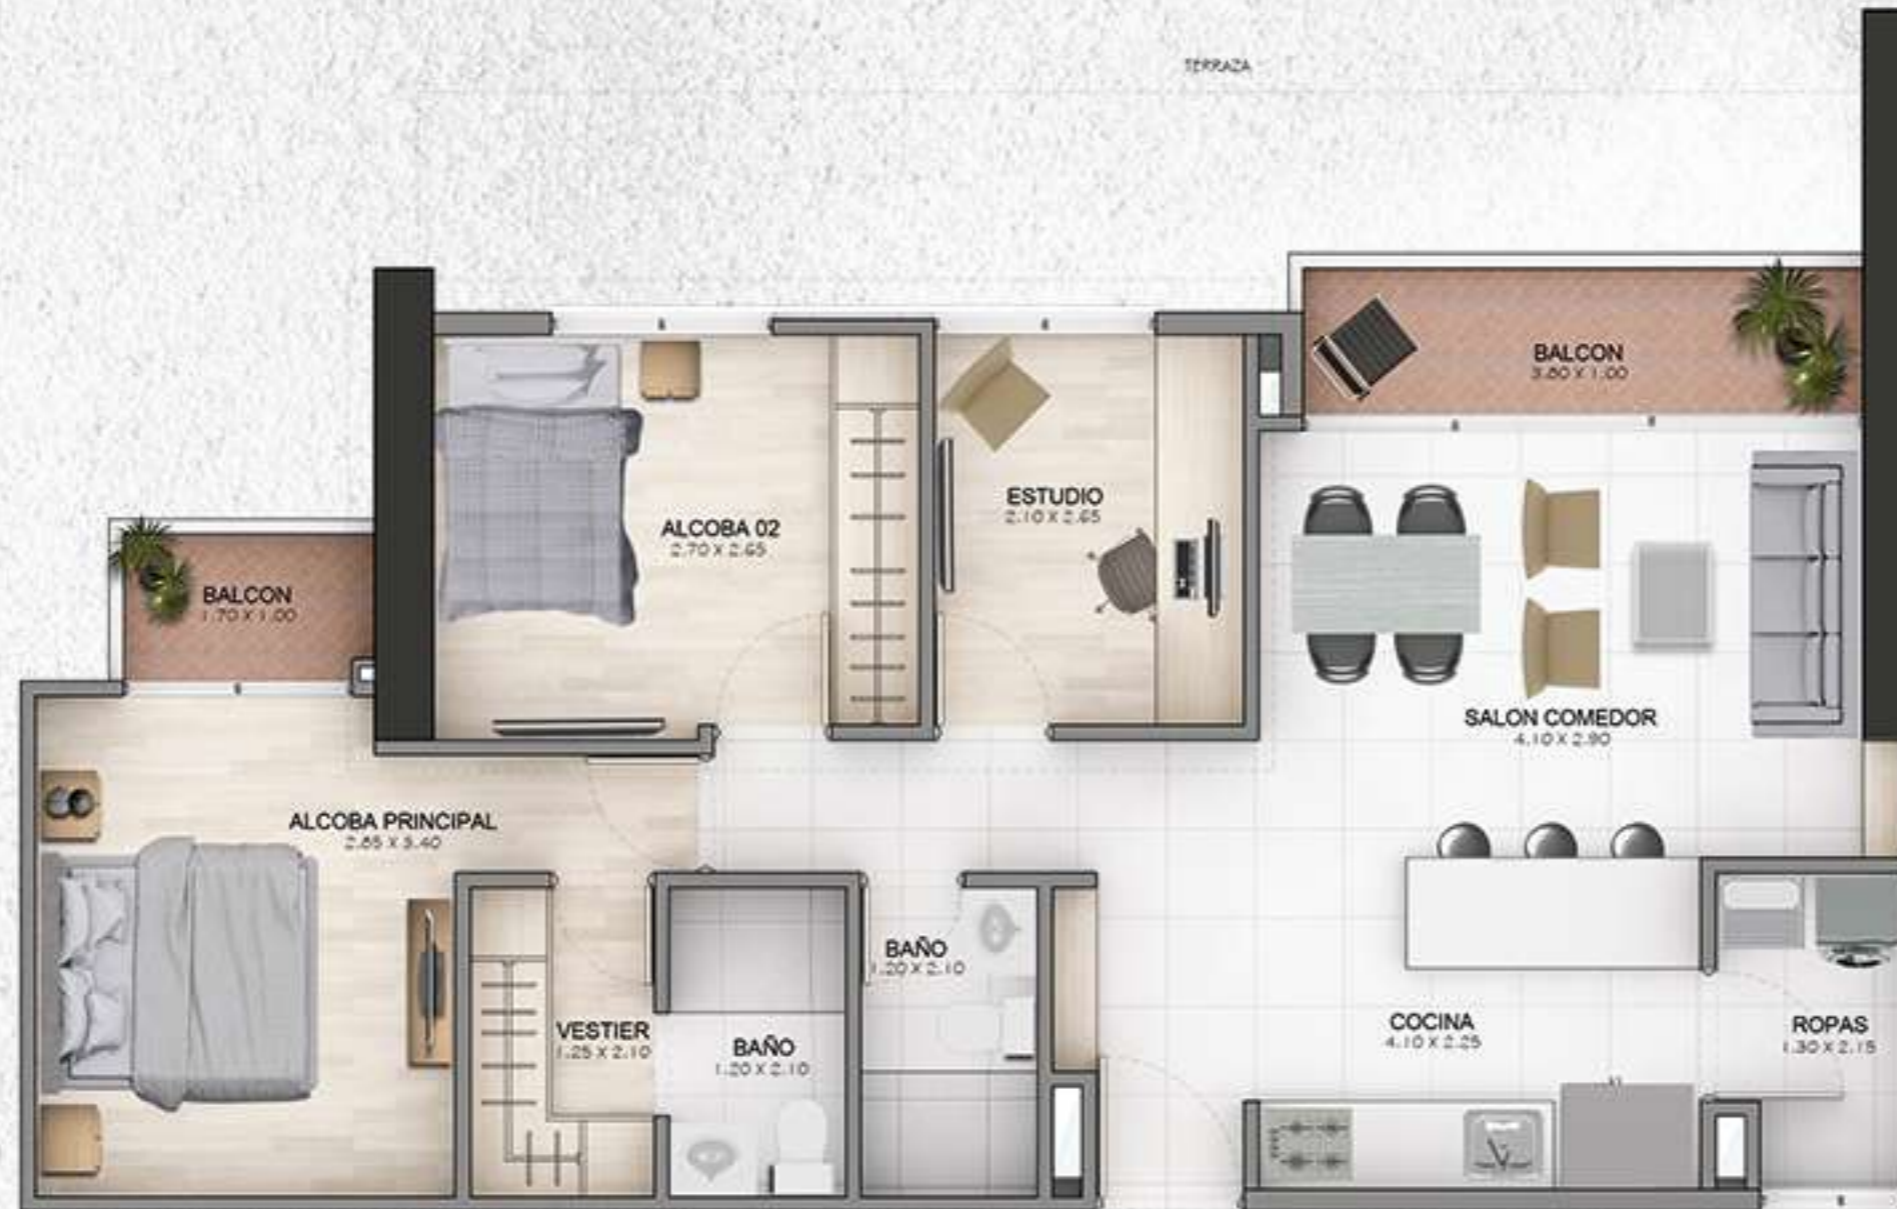 TERRAZA
BALCON
3.80 X 1.00
ESTUDIO
2.10 X 2.65
ALCOBA 02
2.70 X 2.65
BALCON
1.70 X 1.00
SALON COMEDOR
4.10 X 2.90
ALCOBA PRINCIPAL
2.85 X 3.40
BAÑO
1.20 X 2.10
VESTIER
1.25 X 2.10
BAÑO
1.20 X 2.10
COCINA
4.10 X 2.25
ROPAS
1.30 X 2.15